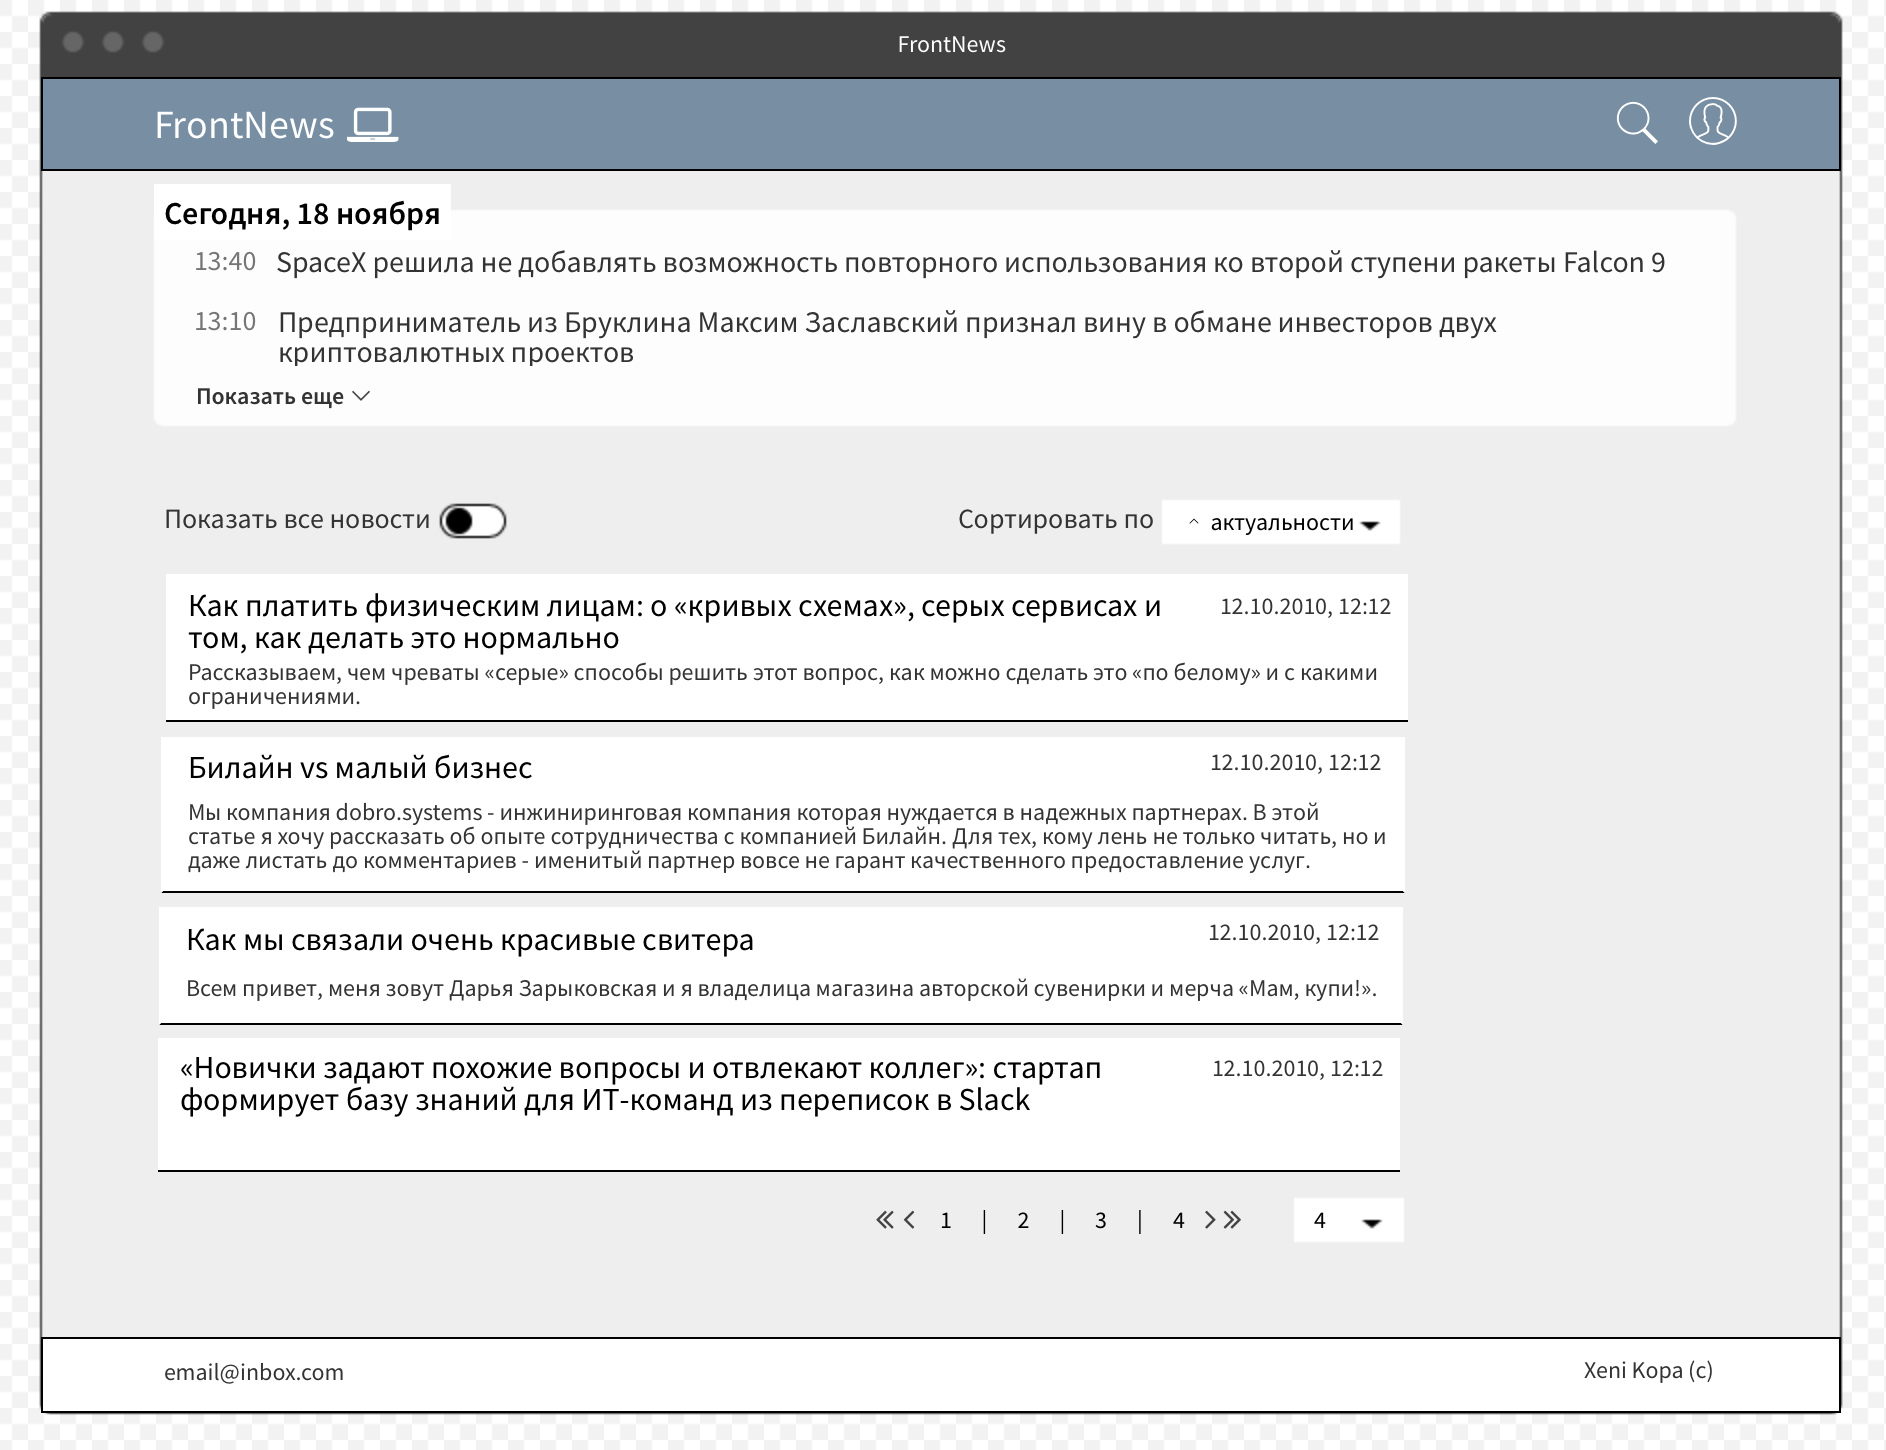 FrontNews
FrontNews
Сегодня, 18 ноября
13:40 SpaceX решила не добавлять возможность повторного использования ко второй ступени ракеты Falcon 9
13:10 Предприниматель из Бруклина Максим Заславский признал вину в обмане инвесторов двух
криптовалютных проектов
Показать еще
Показать все новости
Сортировать по ^ актуальности
Как платить физическим лицам: о «кривых схемах», серых сервисах и
том, как делать это нормально
12.10.2010, 12:12
Рассказываем, чем чреваты «серые» способы решить этот вопрос, как можно сделать это «по белому» и с какими
ограничениями.
Билайн vs малый бизнес
12.10.2010, 12:12
Мы компания dobro.systems - инжиниринговая компания которая нуждается в надежных партнерах. В этой
статье я хочу рассказать об опыте сотрудничества с компанией Билайн. Для тех, кому лень не только читать, но и
даже листать до комментариев - именитый партнер вовсе не гарант качественного предоставление услуг.
Как мы связали очень красивые свитера
12.10.2010, 12:12
Всем привет, меня зовут Дарья Зарыковская и я владелица магазина авторской сувенирки и мерча «Мам, купи!».
«Новички задают похожие вопросы и отвлекают коллег»: стартап
формирует базу знаний для ИТ-команд из переписок в Slack
12.10.2010, 12:12
1 | 2 | 3 | 4
4
email@inbox.com
Xeni Kopa (c)